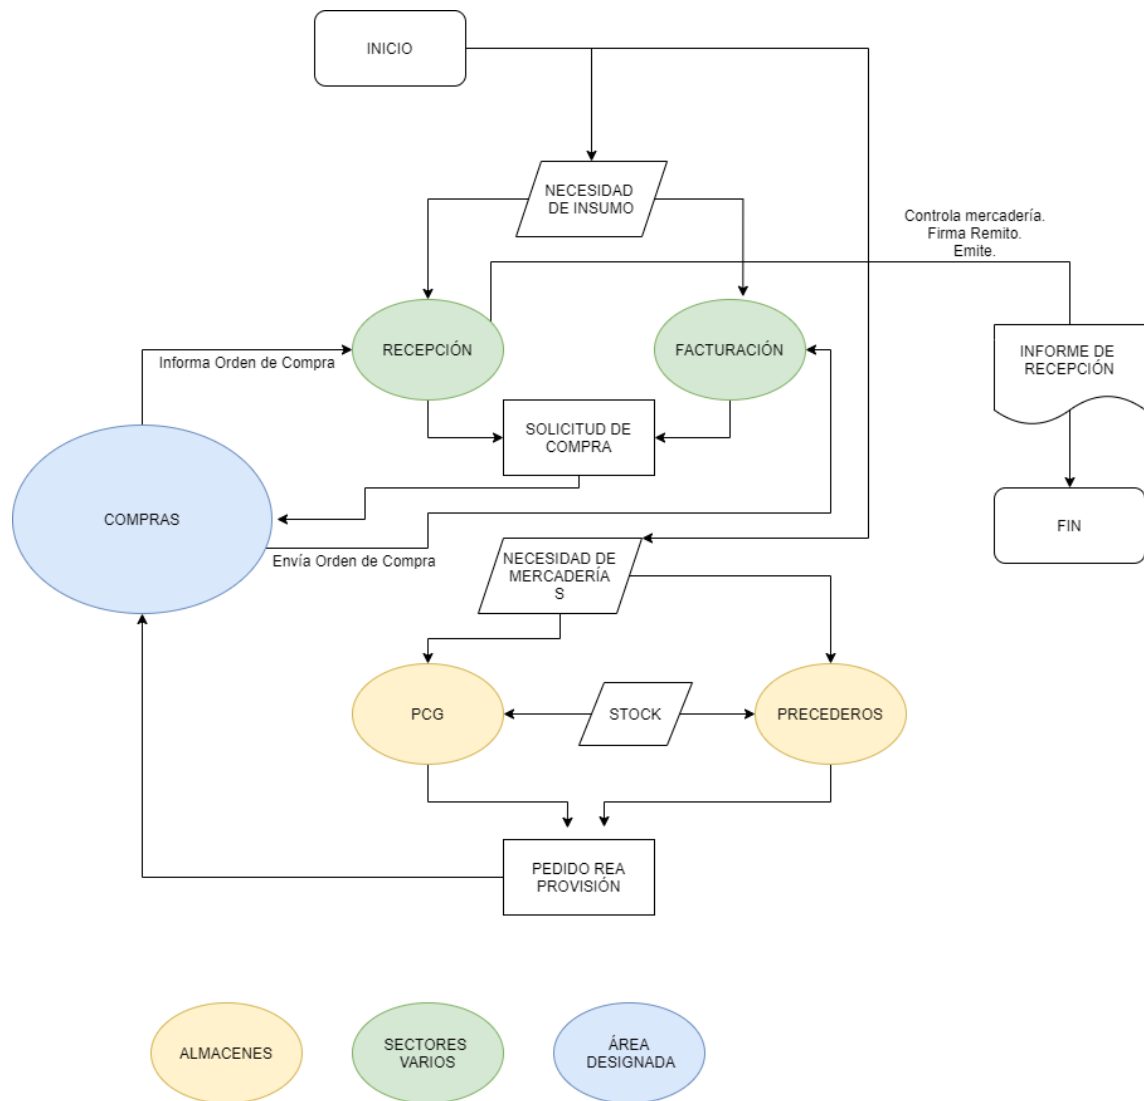 INICIO
NECESIDAD
DE INSUMO
Controla mercadería.
Firma Remito.
Emite.
RECEPCIÓN
FACTURACIÓN
INFORME DE
RECEPCIÓN
Informa Orden de Compra
SOLICITUD DE
COMPRA
COMPRAS
FIN
Envía Orden de Compra
NECESIDAD DE
MERCADERÍA
S
PCG
STOCK
PRECEDEROS
PEDIDO REA
PROVISIÓN
ALMACENES
SECTORES
VARIOS
ÁREA
DESIGNADA